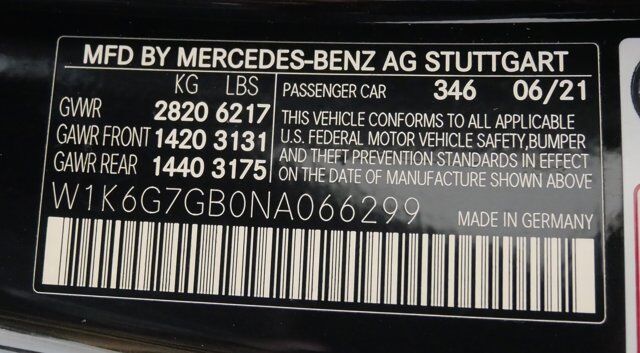 MFD BY MERCEDES-BENZ AG STUTTGART
KG LBS PASSENGER CAR 346 06/21
GVWR 2820 6217
GAWR FRONT 1420 3131
GAWR REAR 1440 3175
THIS VEHICLE CONFORMS TO ALL APPLICABLE
U.S. FEDERAL MOTOR VEHICLE SAFETY,BUMPER
AND THEFT PREVENTION STANDARDS IN EFFECT
ON THE DATE OF MANUFACTURE SHOWN ABOVE
W1K6G7GB0NA066299 MADE IN GERMANY